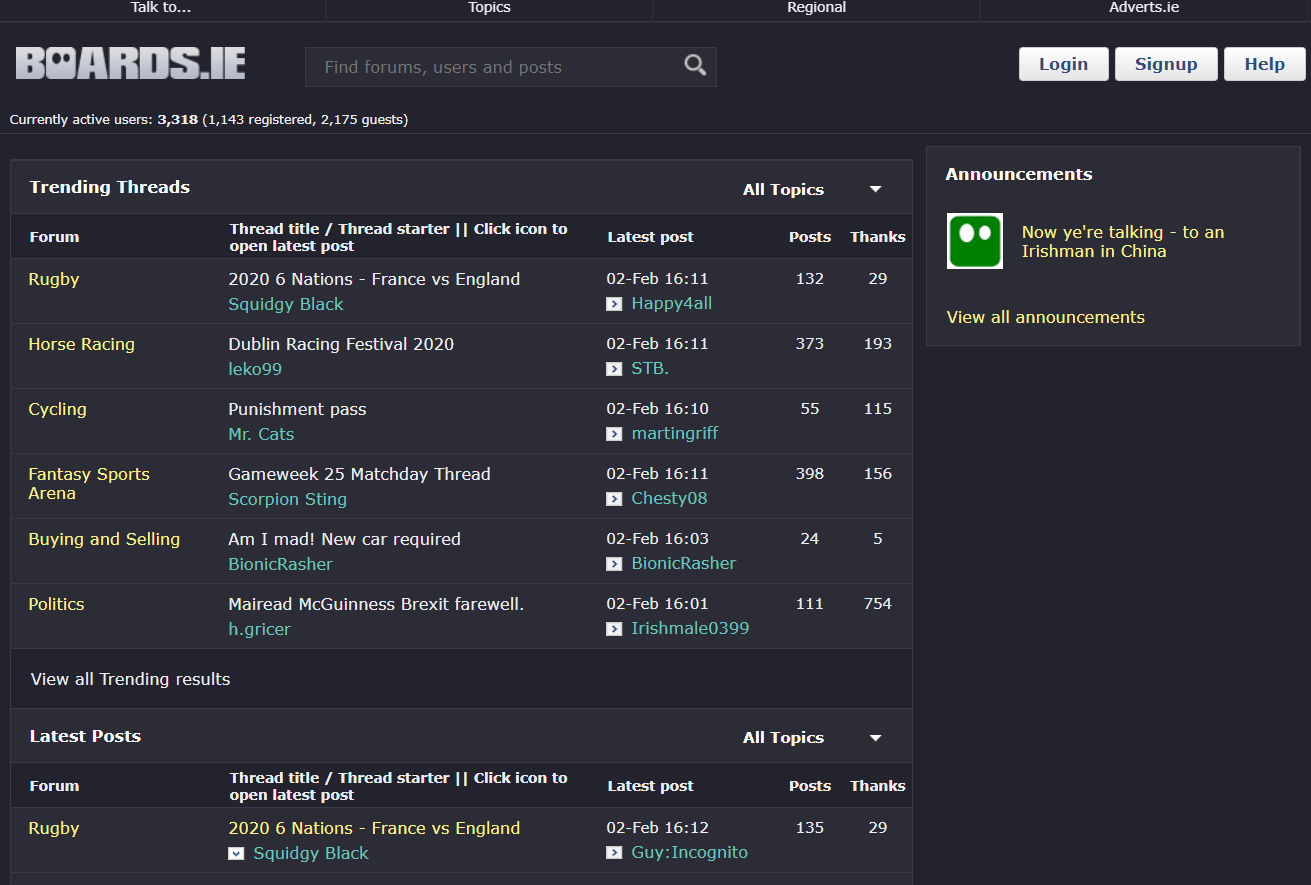 Talk to... Topics Regional Adverts.ie
BOARDS.IE Find forums, users and posts Login Signup Help
Currently active users: 3,318 (1,143 registered, 2,175 guests)
Trending Threads All Topics
Forum Thread title / Thread starter || Click icon to open latest post Latest post Posts Thanks
Rugby 2020 6 Nations - France vs England 02-Feb 16:11 132 29
Squidgy Black Happy4all
Horse Racing Dublin Racing Festival 2020 02-Feb 16:11 373 193
leko99 STB.
Cycling Punishment pass 02-Feb 16:10 55 115
Mr. Cats martingriff
Fantasy Sports Arena Gameweek 25 Matchday Thread 02-Feb 16:11 398 156
Scorpion Sting Chesty08
Buying and Selling Am I mad! New car required 02-Feb 16:03 24 5
BionicRasher BionicRasher
Politics Mairead McGuinness Brexit farewell. 02-Feb 16:01 111 754
h.gricer Irishmale0399
View all Trending results
Latest Posts All Topics
Forum Thread title / Thread starter || Click icon to open latest post Latest post Posts Thanks
Rugby 2020 6 Nations - France vs England 02-Feb 16:12 135 29
Squidgy Black Guy:Incognito
Announcements
Now ye're talking - to an
Irishman in China
View all announcements